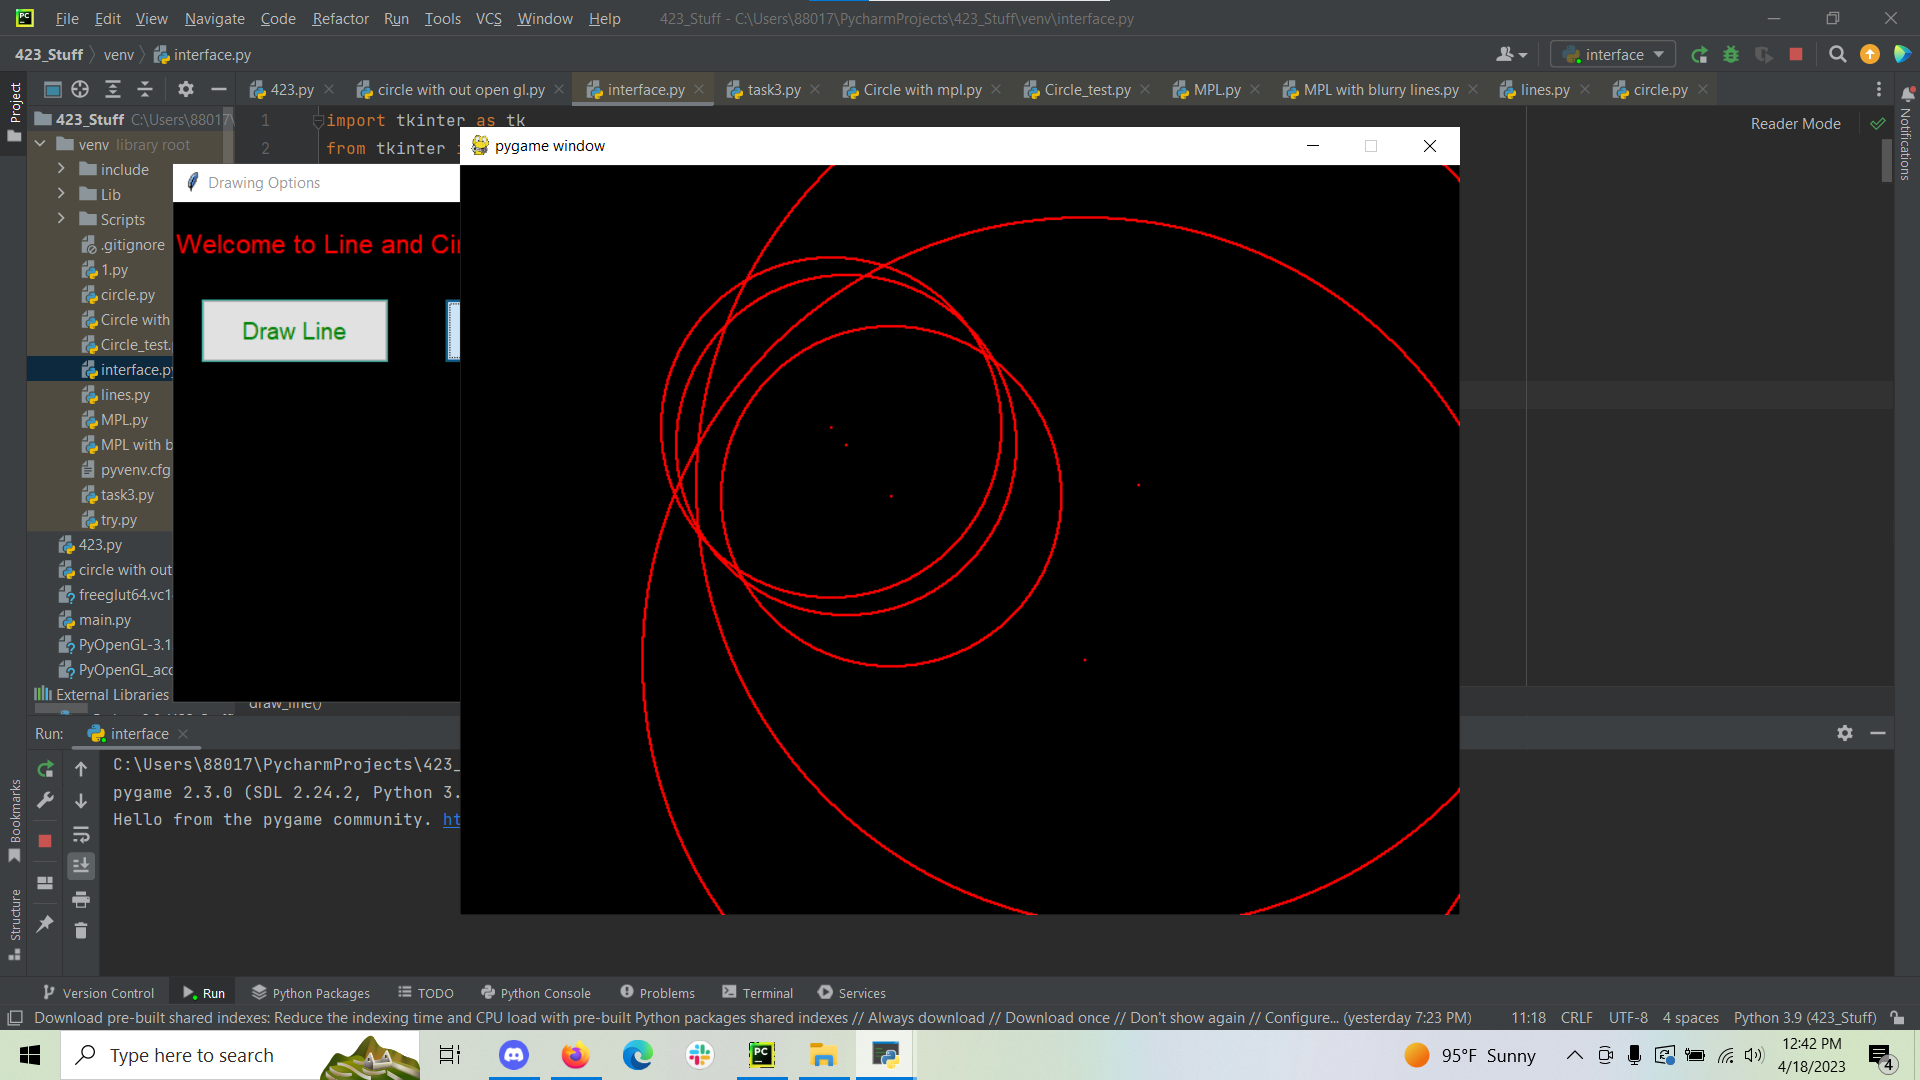 File Edit View Navigate Code Refactor Run Tools VCS Window Help 423_Stuff - C:\Users\88017\PycharmProjects\423_Stuff\venv\interface.py
423_Stuff venv interface.py interface
423.py circle with out open gl.py interface.py task3.py Circle with mpl.py Circle_test.py MPL.py MPL with blurry lines.py lines.py circle.py
Project
423_Stuff C:\Users\88017\
venv library root
include
Lib
Scripts
.gitignore
1.py
circle.py
Circle with
Circle_test.
interface.py
lines.py
MPL.py
MPL with b
pyvenv.cfg
task3.py
try.py
423.py
circle with out
freeglut64.vc1
main.py
PyOpenGL-3.1
PyOpenGL_acc
External Libraries
1 import tkinter as tk
2 from tkinter
Reader Mode
Notifications
Drawing Options
Welcome to Line and Cir
Draw Line
pygame window
draw_line()
Run: interface
C:\Users\88017\PycharmProjects\423_
pygame 2.3.0 (SDL 2.24.2, Python 3.
Hello from the pygame community. ht
Bookmarks
Structure
Version Control Run Python Packages TODO Python Console Problems Terminal Services
Download pre-built shared indexes: Reduce the indexing time and CPU load with pre-built Python packages shared indexes // Always download // Download once // Don't show again // Configure... (yesterday 7:23 PM) 11:18 CRLF UTF-8 4 spaces Python 3.9 (423_Stuff)
Type here to search
95°F Sunny
12:42 PM
4/18/2023
4